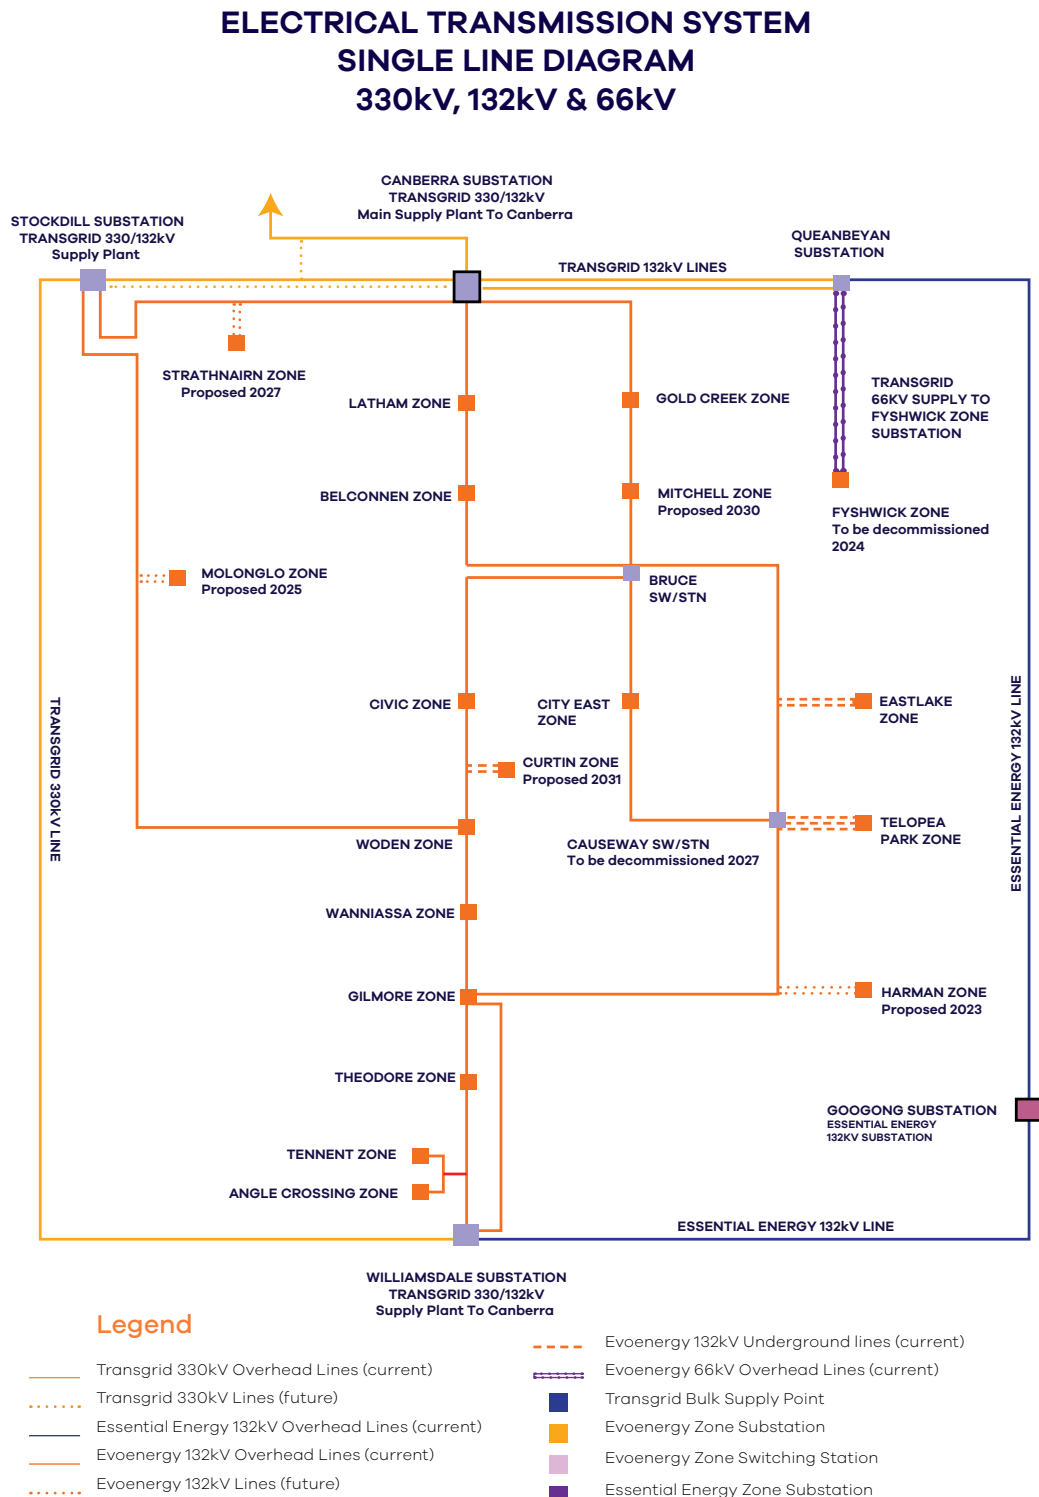 ELECTRICAL TRANSMISSION SYSTEM
SINGLE LINE DIAGRAM
330kV, 132kV & 66kV
CANBERRA SUBSTATION
TRANSGRID 330/132kV
Main Supply Plant To Canberra
STOCKDILL SUBSTATION
TRANSGRID 330/132kV
Supply Plant
QUEANBEYAN
SUBSTATION
TRANSGRID 132kV LINES
STRATHNAIRN ZONE
Proposed 2027
LATHAM ZONE
GOLD CREEK ZONE
TRANSGRID
66KV SUPPLY TO
FYSHWICK ZONE
SUBSTATION
BELCONNEN ZONE
MITCHELL ZONE
Proposed 2030
FYSHWICK ZONE
To be decommissioned
2024
MOLONGLO ZONE
Proposed 2025
BRUCE
SW/STN
TRANSGRID 330KV LINE
CIVIC ZONE
CITY EAST
ZONE
EASTLAKE
ZONE
ESSENTIAL ENERGY 132kV LINE
CURTIN ZONE
Proposed 2031
WODEN ZONE
CAUSEWAY SW/STN
To be decommissioned 2027
TELOPEA
PARK ZONE
WANNIASSA ZONE
GILMORE ZONE
HARMAN ZONE
Proposed 2023
THEODORE ZONE
GOOGONG SUBSTATION
ESSENTIAL ENERGY
132KV SUBSTATION
TENNENT ZONE
ANGLE CROSSING ZONE
ESSENTIAL ENERGY 132kV LINE
WILLIAMSDALE SUBSTATION
TRANSGRID 330/132kV
Supply Plant To Canberra
Legend
Transgrid 330kV Overhead Lines (current)
Transgrid 330kV Lines (future)
Essential Energy 132kV Overhead Lines (current)
Evoenergy 132kV Overhead Lines (current)
Evoenergy 132kV Lines (future)
Evoenergy 132kV Underground lines (current)
Evoenergy 66kV Overhead Lines (current)
Transgrid Bulk Supply Point
Evoenergy Zone Substation
Evoenergy Zone Switching Station
Essential Energy Zone Substation